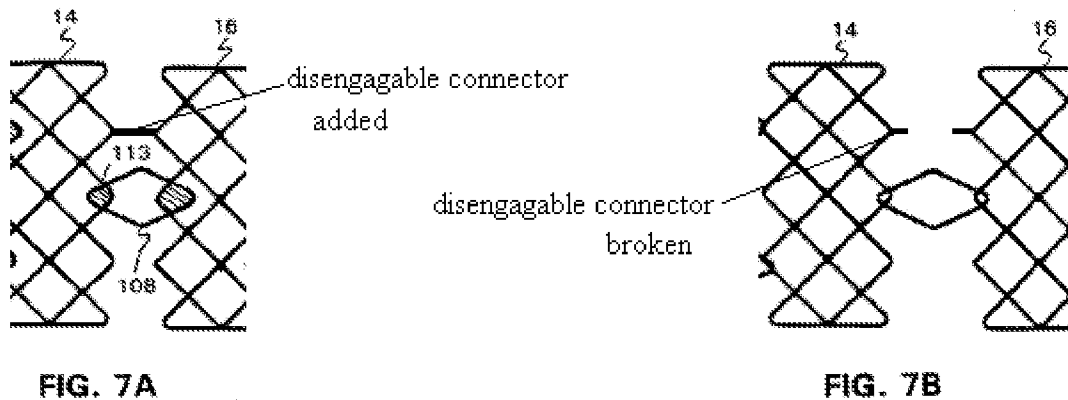 14
16
disengagable connector
added
113
108
FIG. 7A
14
16
disengagable connector
broken
FIG. 7B